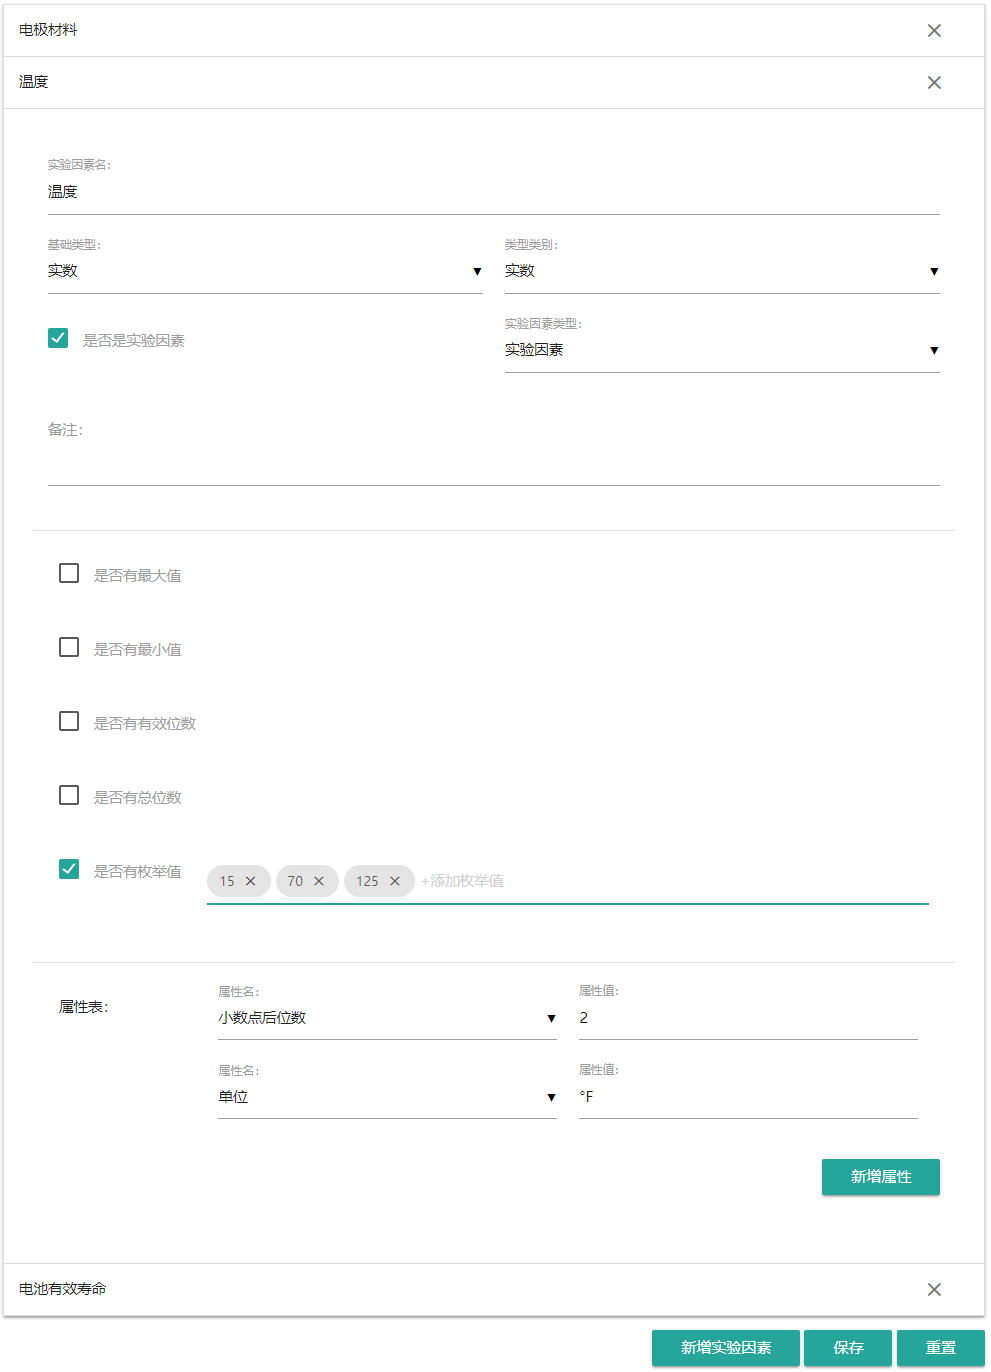 电极材料
温度
实验因素名:
温度
基础类型: 类型类别:
实数 实数
是否是实验因素
实验因素类型:
实验因素
备注:
是否有最大值
是否有最小值
是否有有效位数
是否有总位数
是否有枚举值 15 70 125 +添加枚举值
属性表:
属性名: 属性值:
小数点后位数 2
属性名: 属性值:
单位 °F
新增属性
电池有效寿命
新增实验因素 保存 重置